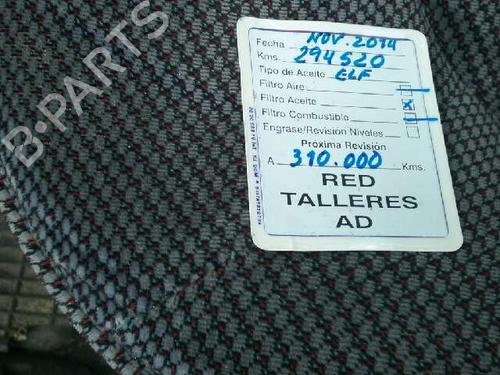 Fecha NOV. 2014
Kms. 294520
Tipo de Aceite ELF
Filtro Aire
Filtro Aceite
Filtro Combustible
Engrase/Revisión Niveles
Próxima Revisión
A 310.000 Kms.
RED
TALLERES
AD
B-PARTS